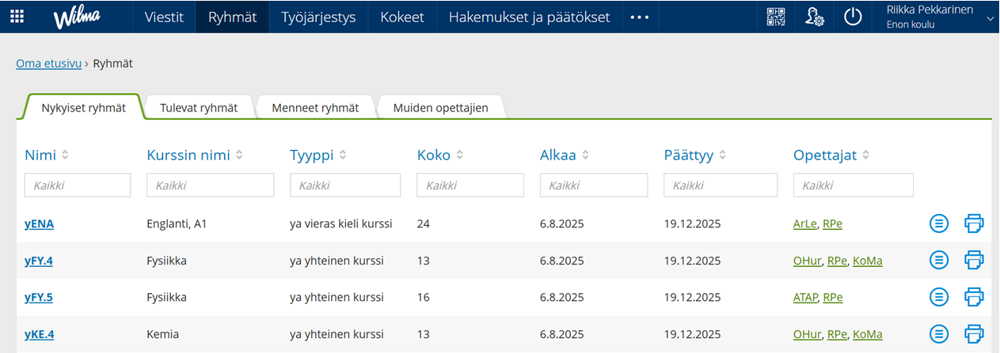 Wilma Viestit Ryhmät Työjärjestys Kokeet Hakemukset ja päätökset Riikka Pekkarinen
Enon koulu
Oma etusivu › Ryhmät
Nykyiset ryhmät Tulevat ryhmät Menneet ryhmät Muiden opettajien
Nimi Kurssin nimi Tyyppi Koko Alkaa Päättyy Opettajat
Kaikki Kaikki Kaikki Kaikki Kaikki Kaikki Kaikki
yENA Englanti, A1 ya vieras kieli kurssi 24 6.8.2025 19.12.2025 ArLe, RPe
yFY.4 Fysiikka ya yhteinen kurssi 13 6.8.2025 19.12.2025 OHur, RPe, KoMa
yFY.5 Fysiikka ya yhteinen kurssi 16 6.8.2025 19.12.2025 ATAP, RPe
yKE.4 Kemia ya yhteinen kurssi 13 6.8.2025 19.12.2025 OHur, RPe, KoMa